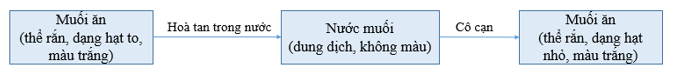 Muối ăn
(thể rắn, dạng hạt to,
màu trắng)
Hoà tan trong nước
Nước muối
(dung dịch, không màu)
Cô cạn
Muối ăn
(thể rắn, dạng hạt
nhỏ, màu trắng)